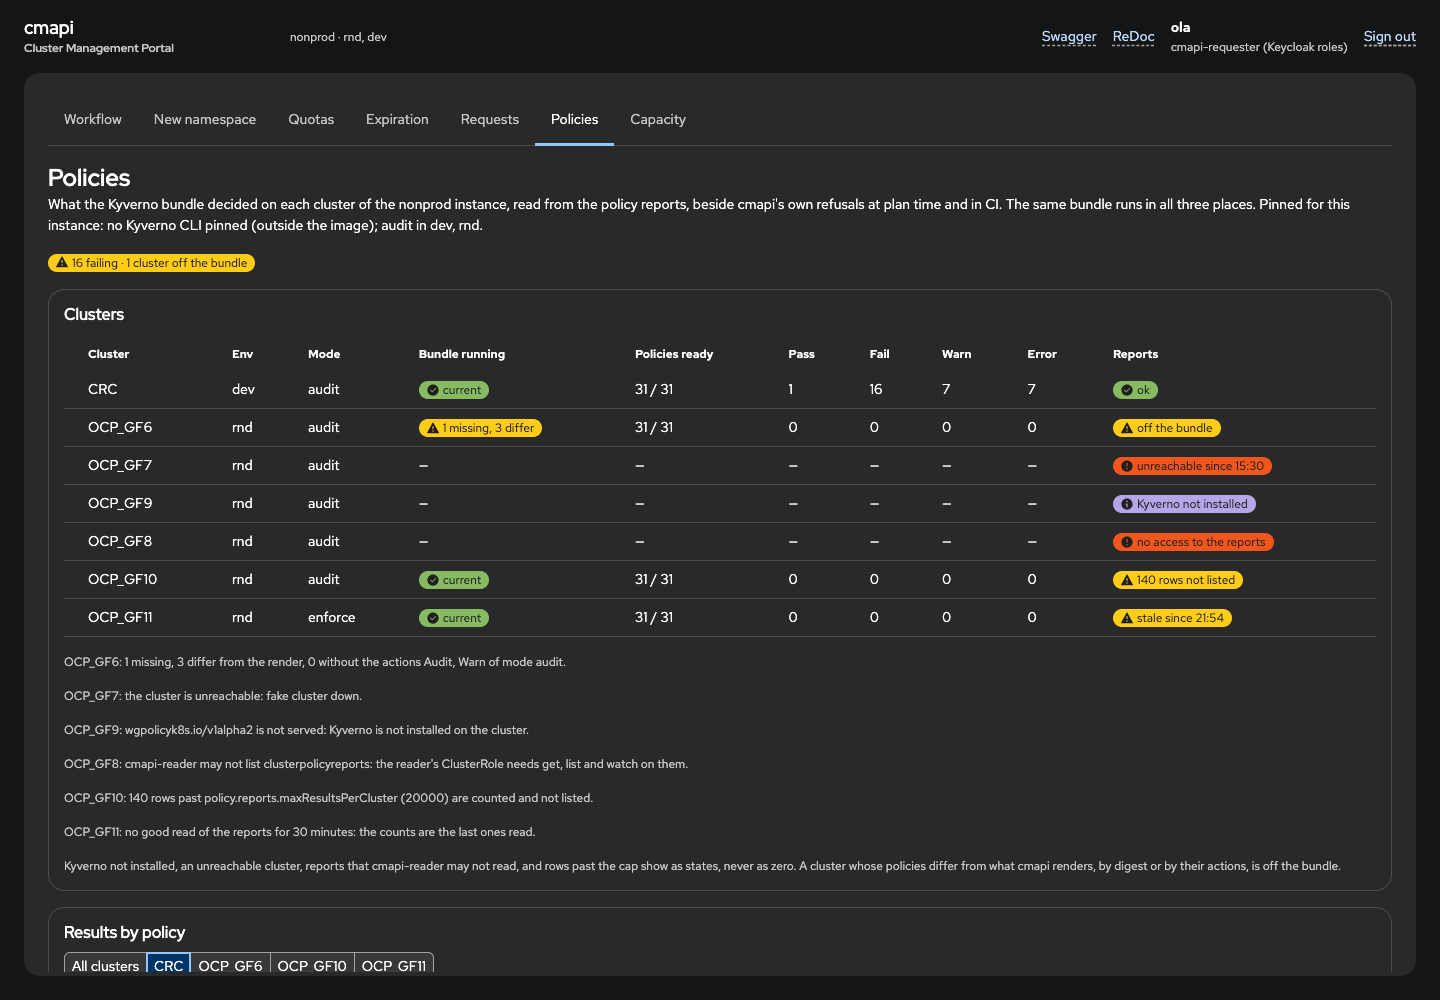 cmapi
Cluster Management Portal
nonprod · rnd, dev
Swagger
ReDoc
ola
cmapi-requester (Keycloak roles)
Sign out
Workflow
New namespace
Quotas
Expiration
Requests
Policies
Capacity
Policies
What the Kyverno bundle decided on each cluster of the nonprod instance, read from the policy reports, beside cmapi's own refusals at plan time and in CI. The same bundle runs in all three places. Pinned for this
instance: no Kyverno CLI pinned (outside the image); audit in dev, rnd.
16 failing · 1 cluster off the bundle
Clusters
Cluster Env Mode Bundle running Policies ready Pass Fail Warn Error Reports
CRC dev audit current 31 / 31 1 16 7 7 ok
OCP_GF6 rnd audit 1 missing, 3 differ 31 / 31 0 0 0 0 off the bundle
OCP_GF7 rnd audit – – – – – – unreachable since 15:30
OCP_GF9 rnd audit – – – – – – Kyverno not installed
OCP_GF8 rnd audit – – – – – – no access to the reports
OCP_GF10 rnd audit current 31 / 31 0 0 0 0 140 rows not listed
OCP_GF11 rnd enforce current 31 / 31 0 0 0 0 stale since 21:54
OCP_GF6: 1 missing, 3 differ from the render, 0 without the actions Audit, Warn of mode audit.
OCP_GF7: the cluster is unreachable: fake cluster down.
OCP_GF9: wgpolicyk8s.io/v1alpha2 is not served: Kyverno is not installed on the cluster.
OCP_GF8: cmapi-reader may not list clusterpolicyreports: the reader's ClusterRole needs get, list and watch on them.
OCP_GF10: 140 rows past policy.reports.maxResultsPerCluster (20000) are counted and not listed.
OCP_GF11: no good read of the reports for 30 minutes: the counts are the last ones read.
Kyverno not installed, an unreachable cluster, reports that cmapi-reader may not read, and rows past the cap show as states, never as zero. A cluster whose policies differ from what cmapi renders, by digest or by their actions, is off the bundle.
Results by policy
All clusters CRC OCP_GF6 OCP_GF10 OCP_GF11